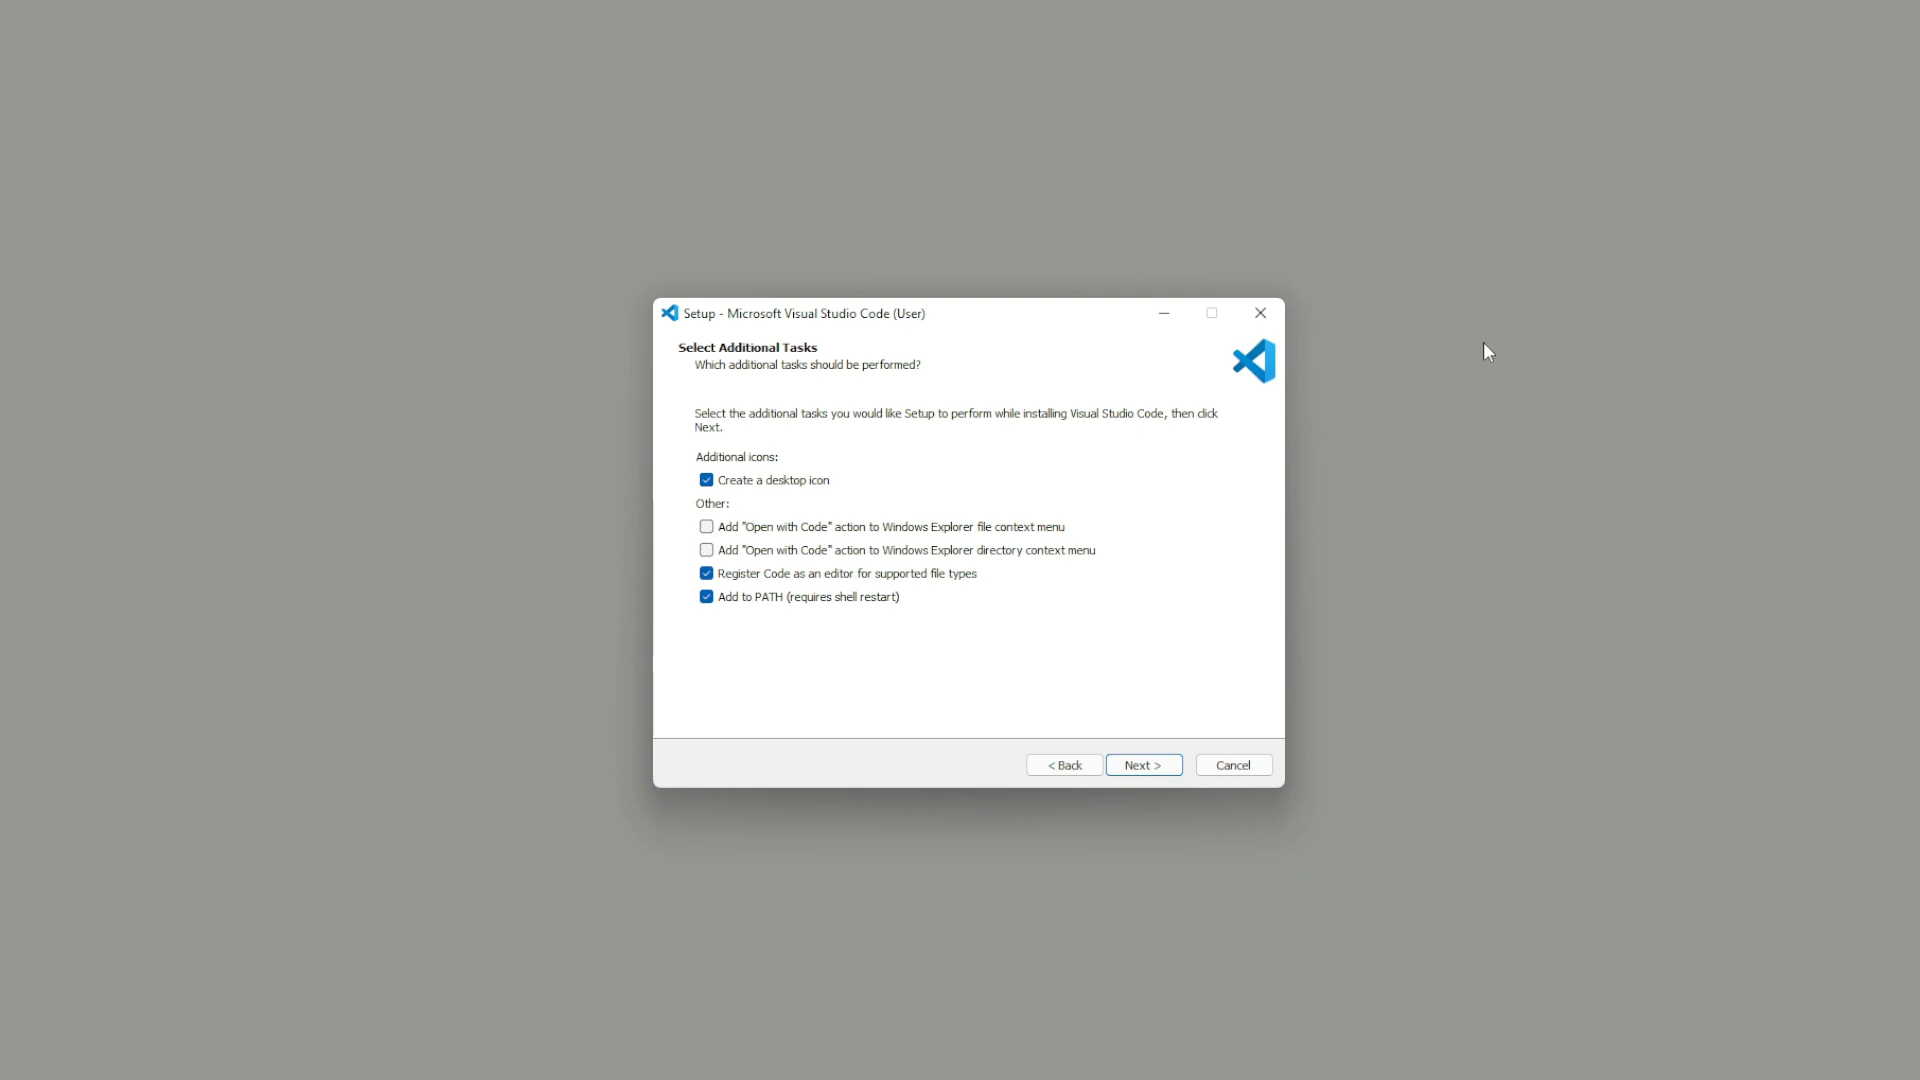 Setup - Microsoft Visual Studio Code (User)
Select Additional Tasks
Which additional tasks should be performed?
Select the additional tasks you would like Setup to perform while installing Visual Studio Code, then click
Next.
Additional icons:
Create a desktop icon
Other:
Add "Open with Code" action to Windows Explorer file context menu
Add "Open with Code" action to Windows Explorer directory context menu
Register Code as an editor for supported file types
Add to PATH (requires shell restart)
< Back
Next >
Cancel